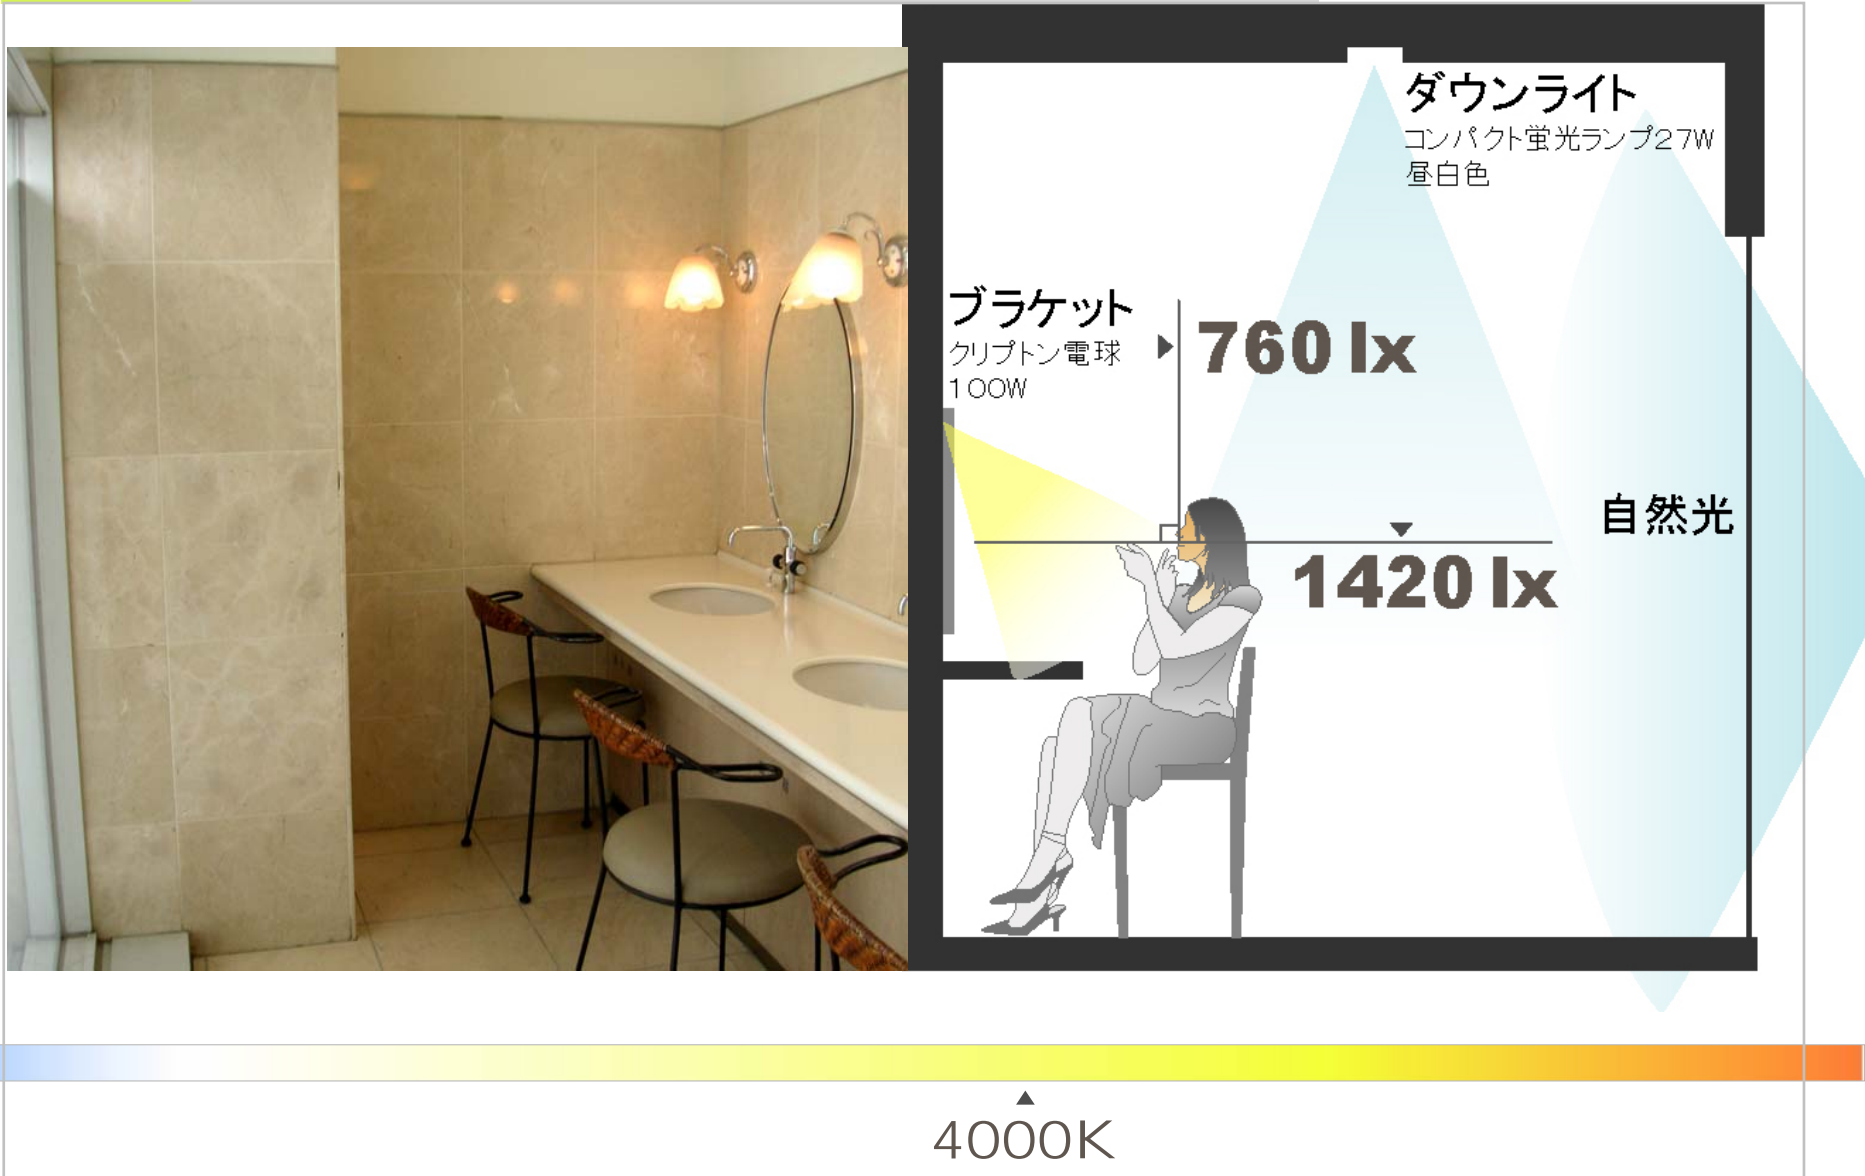 ダウンライト
コンパクト蛍光ランプ27W
昼白色
ブラケット
クリプトン電球
100W
760 lx
自然光
1420 lx
4000K